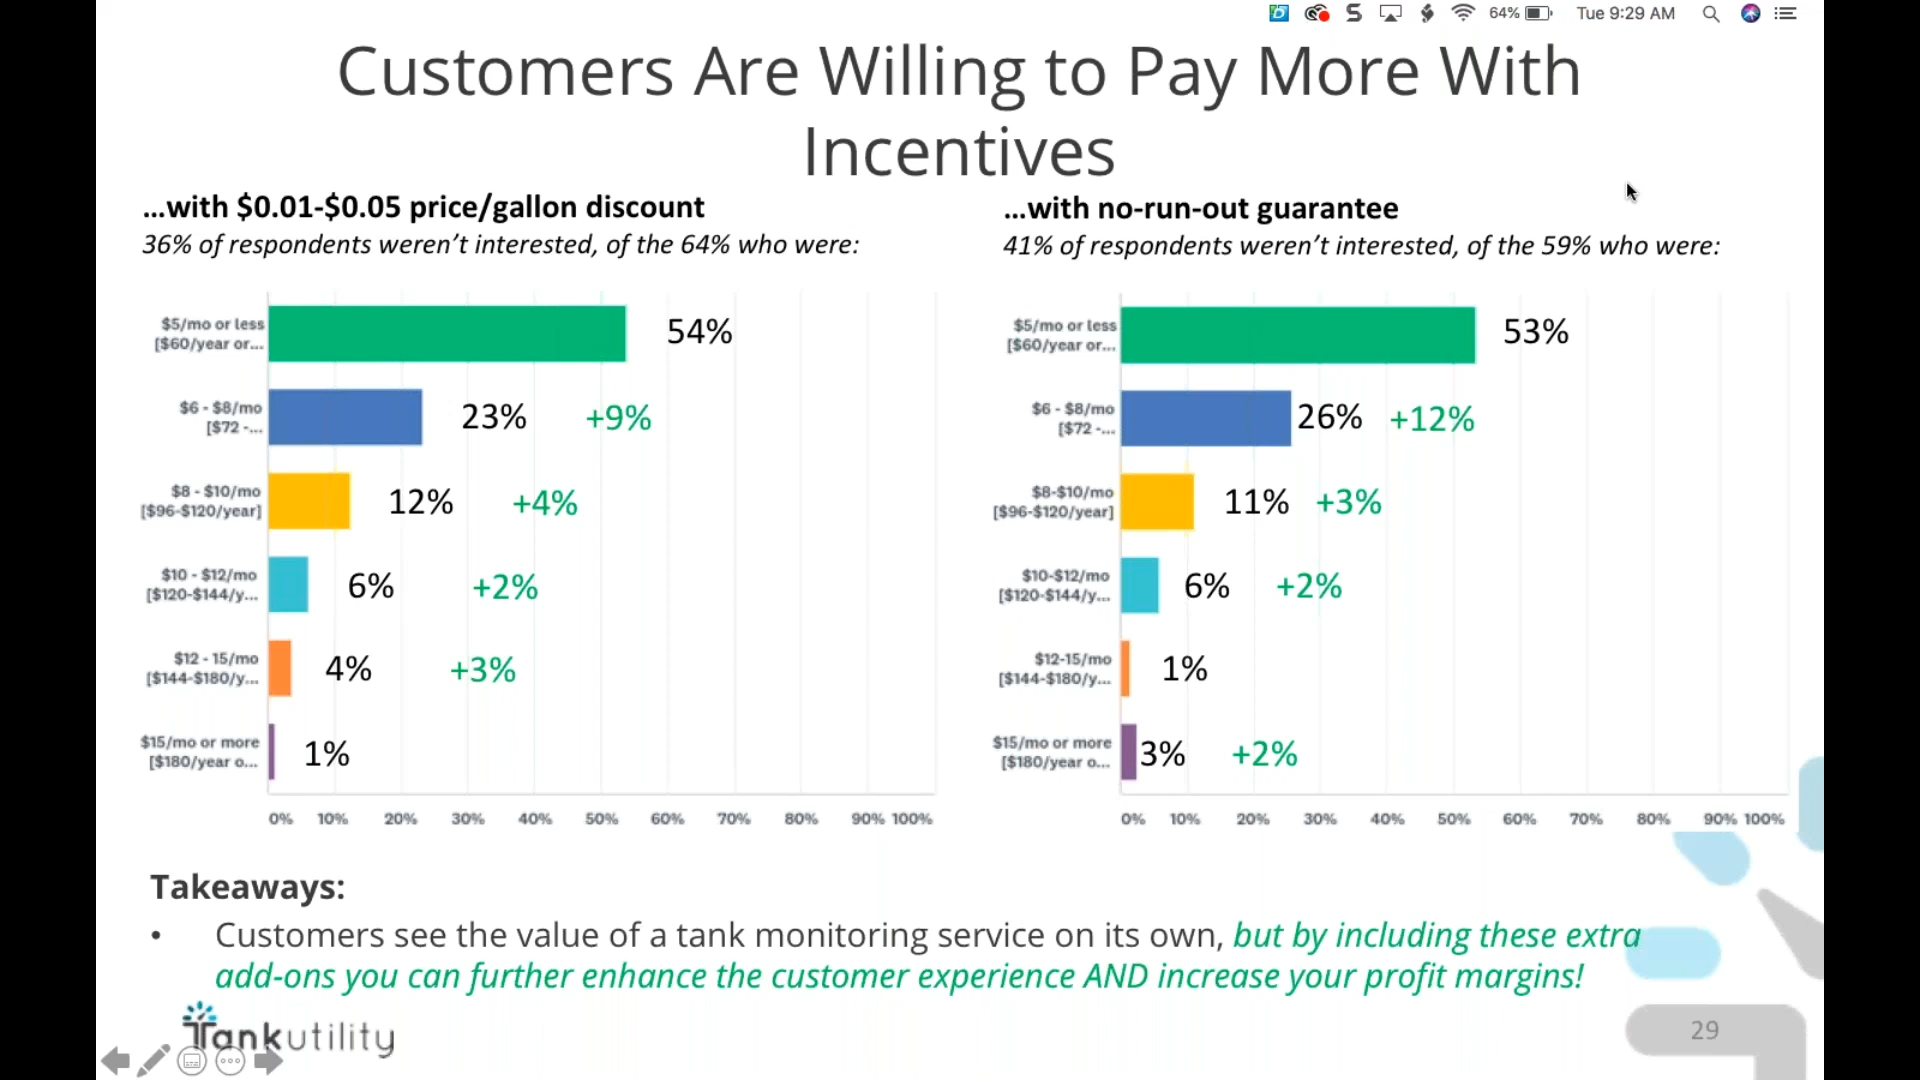 64% Tue 9:29 AM
Customers Are Willing to Pay More With
Incentives
...with $0.01-$0.05 price/gallon discount
36% of respondents weren't interested, of the 64% who were:
$5/mo or less
[$60/year or...
54%
$6 - $8/mo
[$72 -...
23% +9%
$8 - $10/mo
[$96-$120/year]
12% +4%
$10 - $12/mo
[$120-$144/y...
6% +2%
$12 - 15/mo
[$144-$180/y...
4% +3%
$15/mo or more
[$180/year o...
1%
0% 10% 20% 30% 40% 50% 60% 70% 80% 90% 100%
...with no-run-out guarantee
41% of respondents weren't interested, of the 59% who were:
$5/mo or less
[$60/year or...
53%
$6 - $8/mo
[$72 -...
26% +12%
$8-$10/mo
[$96-$120/year]
11% +3%
$10-$12/mo
[$120-$144/y...
6% +2%
$12-15/mo
[$144-$180/y...
1%
$15/mo or more
[$180/year o...
3% +2%
0% 10% 20% 30% 40% 50% 60% 70% 80% 90% 100%
Takeaways:
• Customers see the value of a tank monitoring service on its own, but by including these extra
add-ons you can further enhance the customer experience AND increase your profit margins!
Tankutility
29